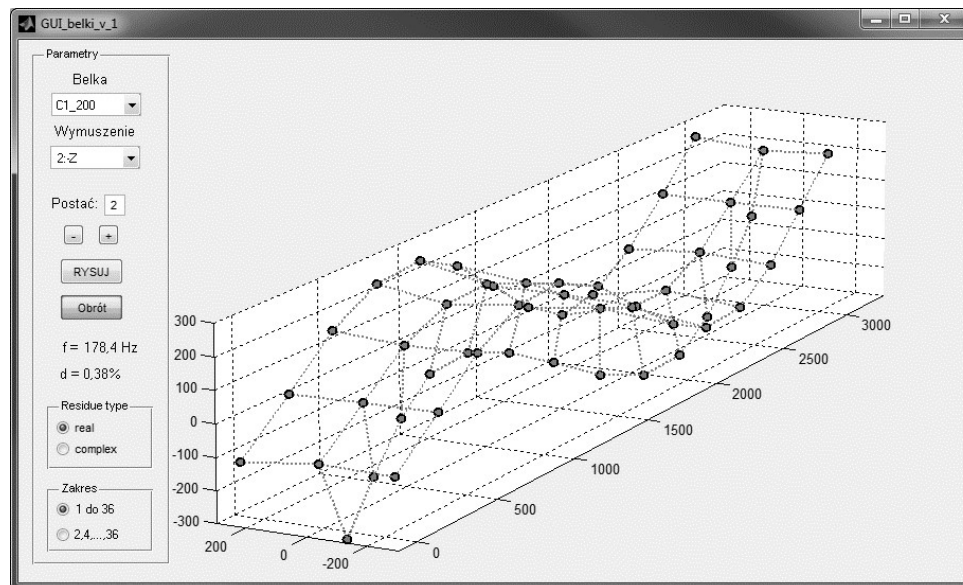 GUI_belki_v_1
Parametry
Belka
C1_200
Wymuszenie
2:-Z
Postać: 2
- +
RYSUJ
Obrót
f = 178,4 Hz
d = 0,38%
Residue type
real
complex
Zakres
1 do 36
2,4,...,36
300
200
100
0
-100
-200
-300
200
0
-200
0
500
1000
1500
2000
2500
3000